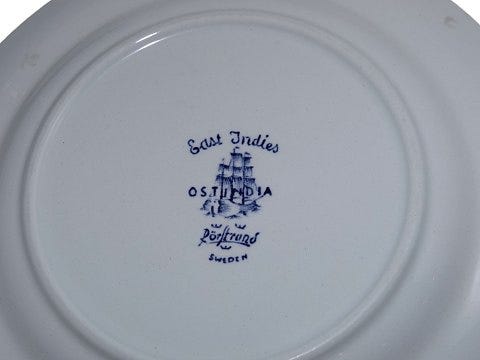 East Indies
OSTINDIA
Rörstrand
SWEDEN